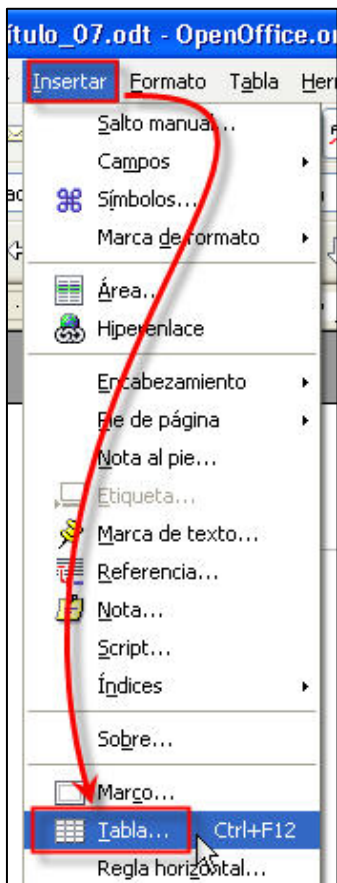 ítulo_07.odt - OpenOffice.or
Insertar Formato Tabla Herr
Salto manual...
Campos
Símbolos...
Marca de formato
Área...
Hiperenlace
Encabezamiento
Pie de página
Nota al pie...
Etiqueta...
Marca de texto...
Referencia...
Nota...
Script...
Índices
Sobre...
Marco...
Tabla... Ctrl+F12
Regla horizontal...